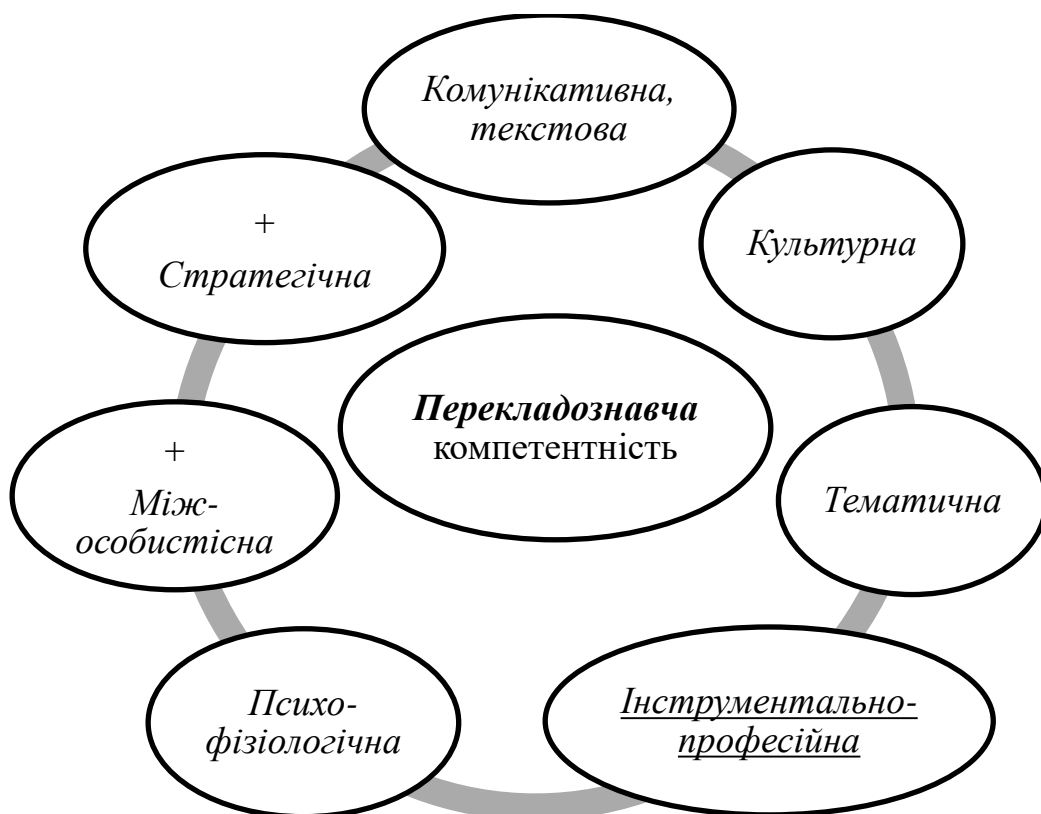 Комунікативна,
текстова
Культурна
Тематична
Інструментально-
професійна
Психо-
фізіологічна
+
Між-
особистісна
+
Стратегічна
Перекладознавча
компетентність